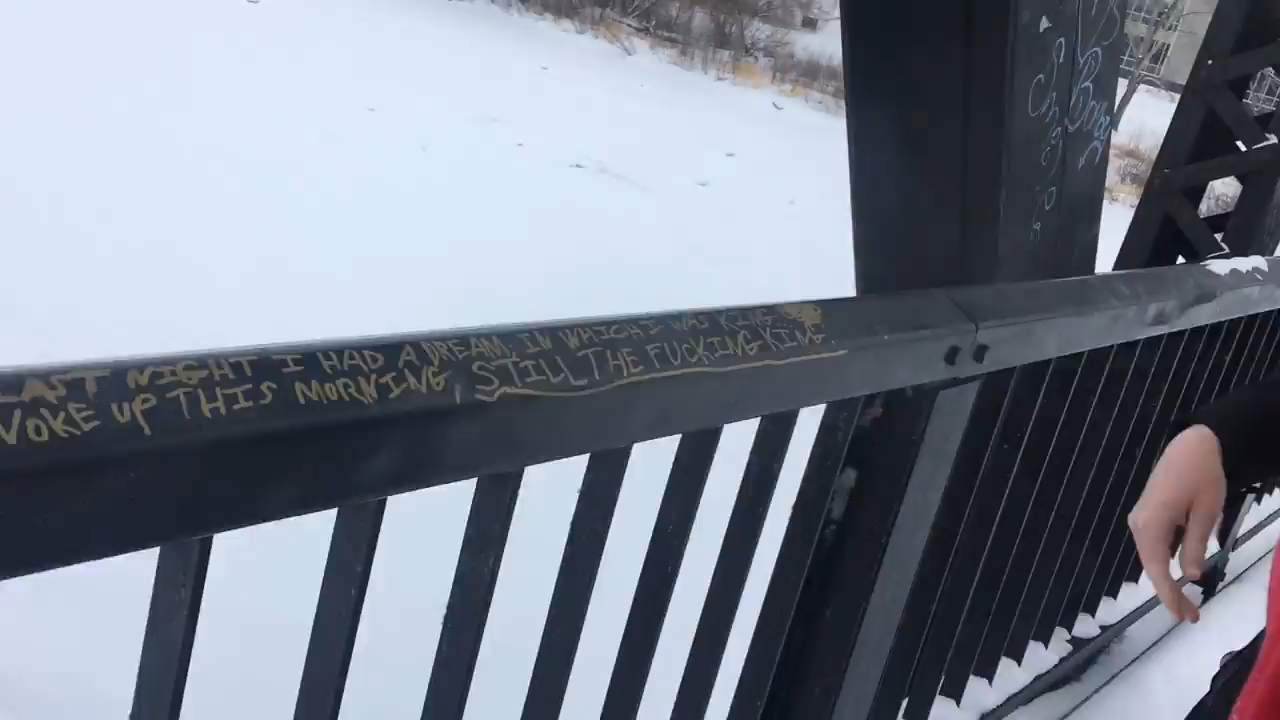 LAST NIGHT I HAD A DREAM, IN WHICH I WAS KING
WOKE UP THIS MORNING, STILL THE FUCKING KING.